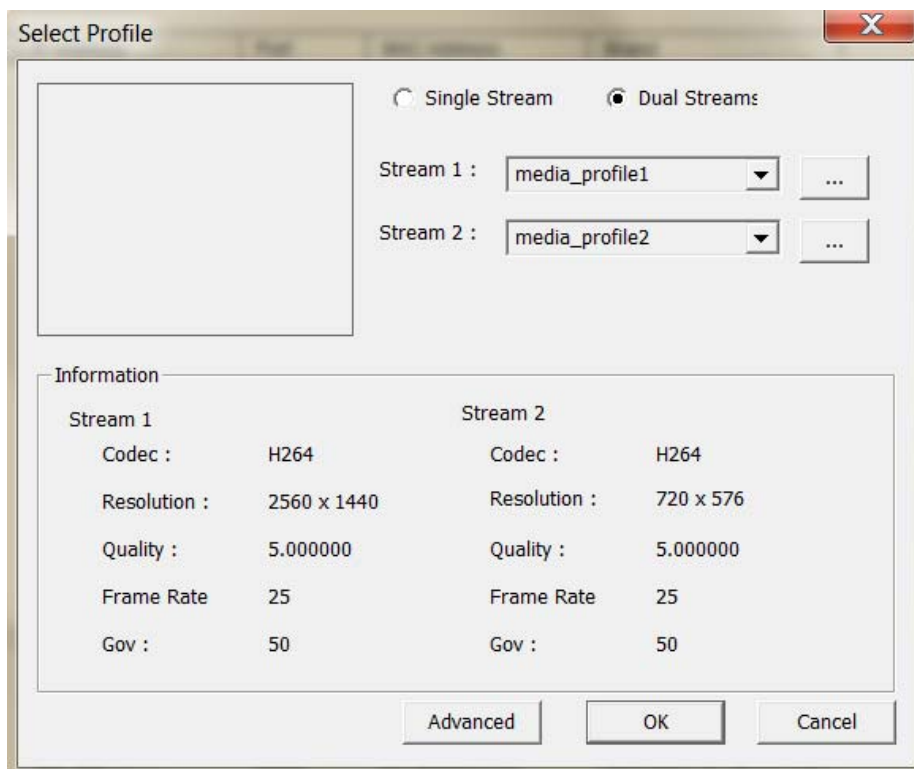 Select Profile
X
Single Stream
Dual Streams
Stream 1 :
media_profile1
...
Stream 2 :
media_profile2
...
Information
Stream 1
Codec : H264
Resolution : 2560 x 1440
Quality : 5.000000
Frame Rate 25
Gov : 50
Stream 2
Codec : H264
Resolution : 720 x 576
Quality : 5.000000
Frame Rate 25
Gov : 50
Advanced
OK
Cancel